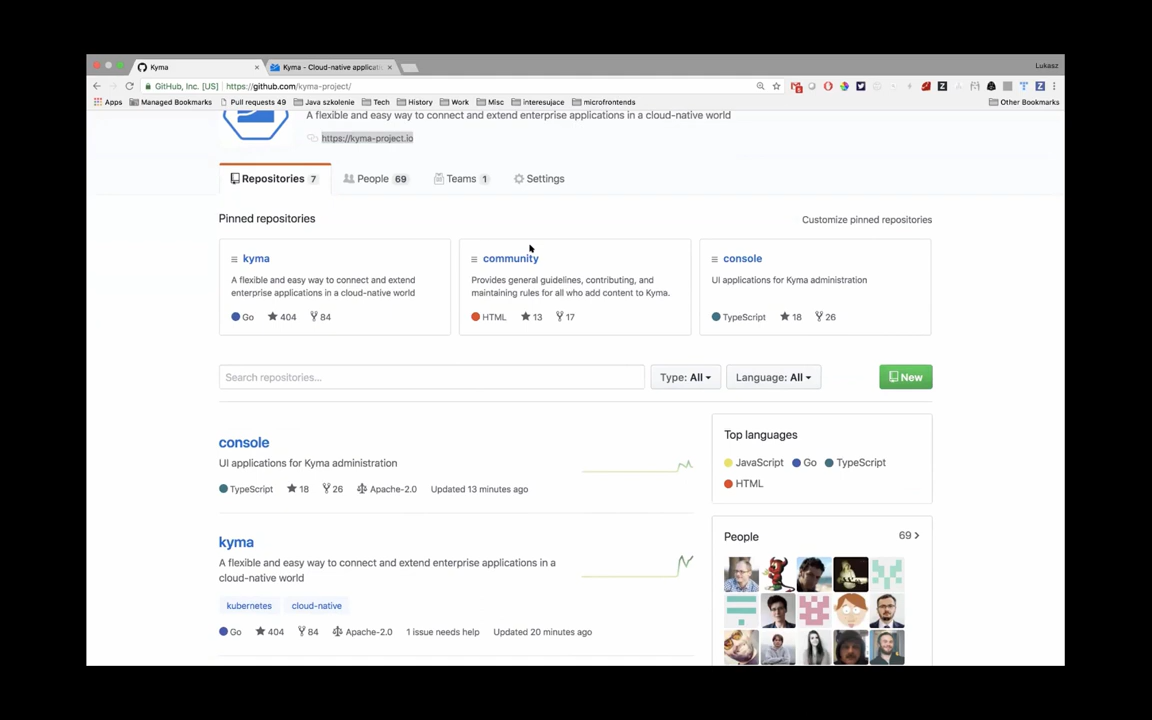 Kyma
Kyma - Cloud-native applicati
Lukasz
GitHub, Inc. [US] https://github.com/kyma-project/
Apps Managed Bookmarks Pull requests 49 Java szkolenie Tech History Work Misc interesujace microfrontends Other Bookmarks
A flexible and easy way to connect and extend enterprise applications in a cloud-native world
https://kyma-project.io
Repositories 7 People 69 Teams 1 Settings
Pinned repositories
Customize pinned repositories
kyma
A flexible and easy way to connect and extend
enterprise applications in a cloud-native world
Go 404 84
community
Provides general guidelines, contributing, and
maintaining rules for all who add content to Kyma.
HTML 13 17
console
UI applications for Kyma administration
TypeScript 18 26
Search repositories...
Type: All
Language: All
New
console
UI applications for Kyma administration
TypeScript 18 26 Apache-2.0 Updated 13 minutes ago
kyma
A flexible and easy way to connect and extend enterprise applications in a
cloud-native world
kubernetes cloud-native
Go 404 84 Apache-2.0 1 issue needs help Updated 20 minutes ago
Top languages
JavaScript Go TypeScript
HTML
People 69